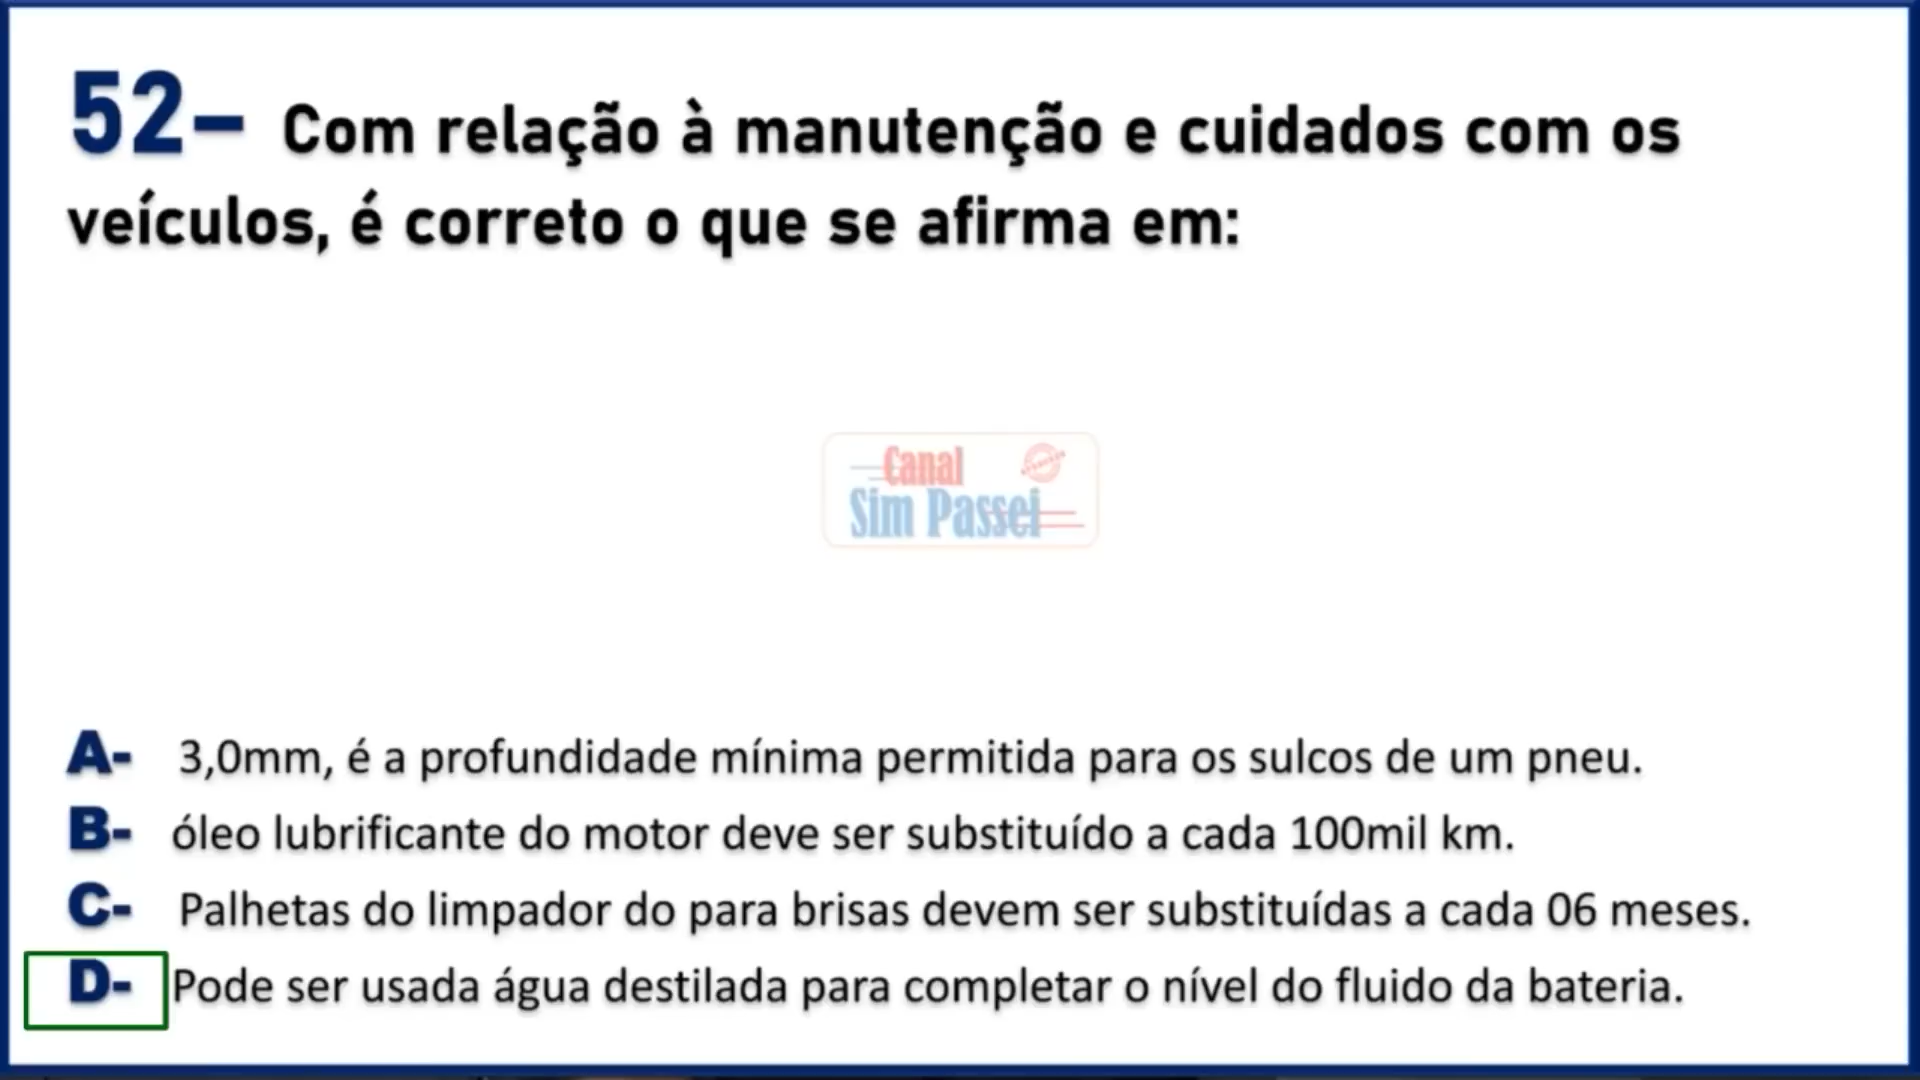 52- Com relação à manutenção e cuidados com os
veículos, é correto o que se afirma em:
Canal
Sim Passei
A- 3,0mm, é a profundidade mínima permitida para os sulcos de um pneu.
B- óleo lubrificante do motor deve ser substituído a cada 100mil km.
C- Palhetas do limpador do para brisas devem ser substituídas a cada 06 meses.
D- Pode ser usada água destilada para completar o nível do fluido da bateria.